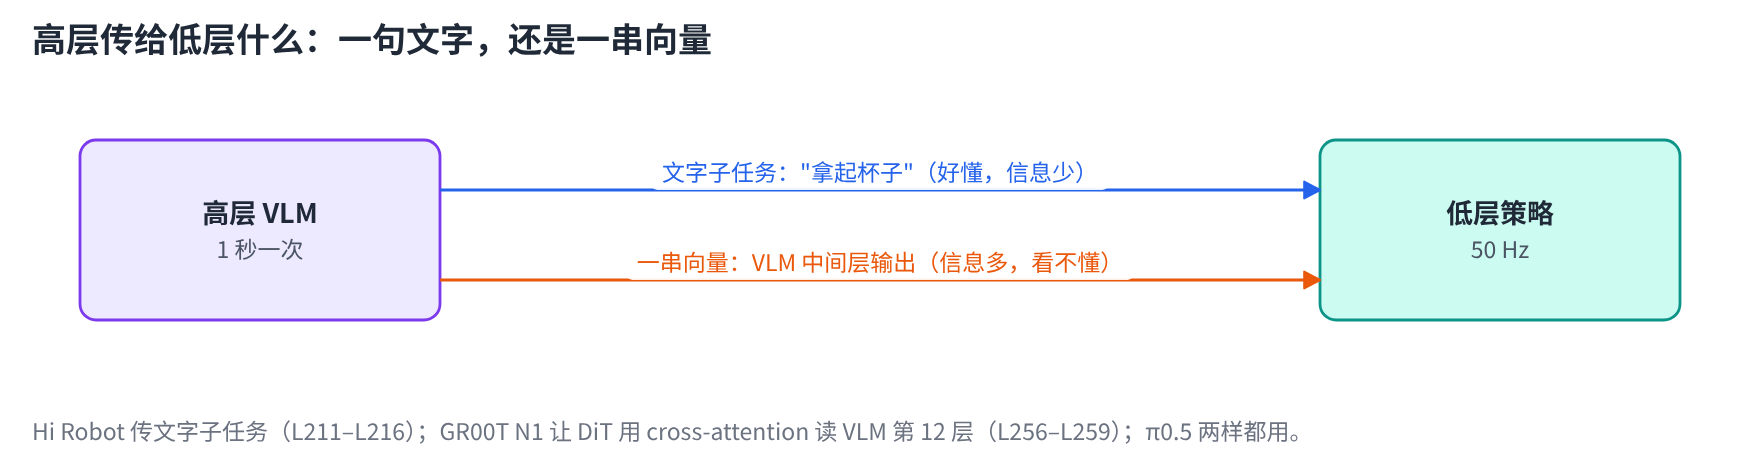 高层传给低层什么：一句文字，还是一串向量
文字子任务："拿起杯子"（好懂，信息少）
高层 VLM
1 秒一次
低层策略
50 Hz
一串向量：VLM 中间层输出（信息多，看不懂）
Hi Robot 传文字子任务（L211–L216）；GR00T N1 让 DiT 用 cross-attention 读 VLM 第 12 层（L256–L259）；π0.5 两样都用。